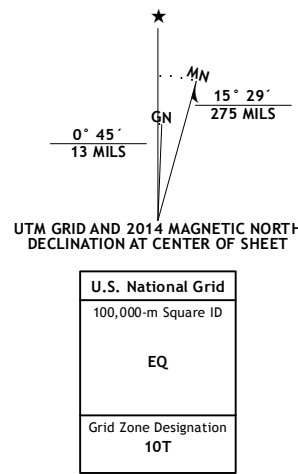 ★
MN
GN
15° 29´
275 MILS
0° 45´
13 MILS
UTM GRID AND 2014 MAGNETIC NORTH
DECLINATION AT CENTER OF SHEET
U.S. National Grid
100,000-m Square ID
EQ
Grid Zone Designation
10T